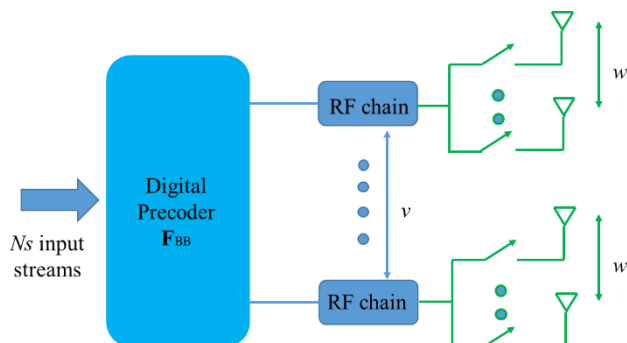 RF chain
w
Digital
Precoder
FBB
v
Ns input
streams
RF chain
w